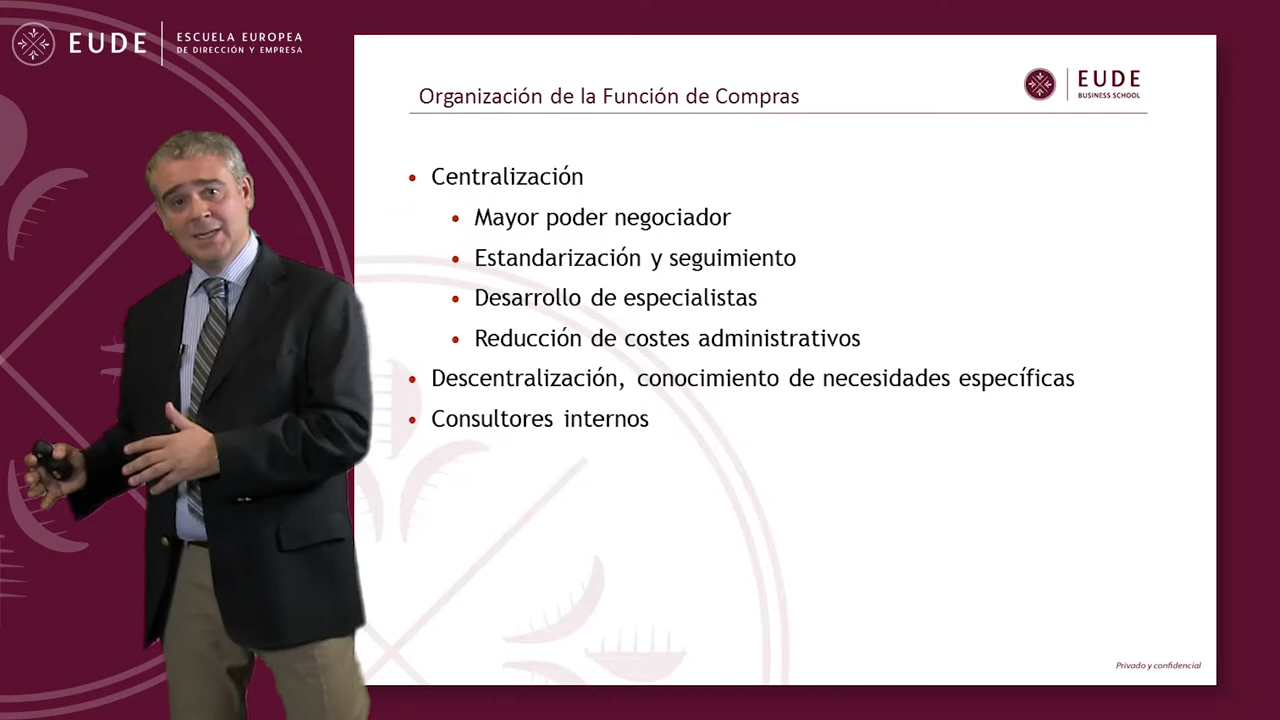 EUDE
ESCUELA EUROPEA
DE DIRECCIÓN Y EMPRESA
EUDE
BUSINESS SCHOOL
Organización de la Función de Compras
• Centralización
• Mayor poder negociador
• Estandarización y seguimiento
• Desarrollo de especialistas
• Reducción de costes administrativos
• Descentralización, conocimiento de necesidades específicas
• Consultores internos
Privado y confidencial